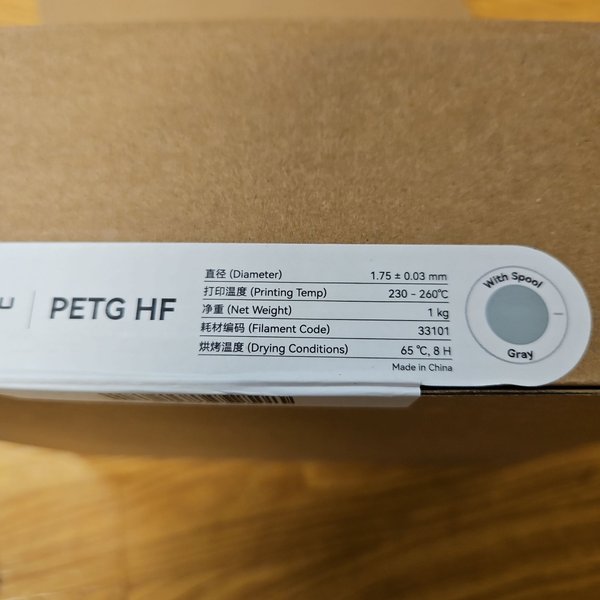 PETG HF
直径 (Diameter) 1.75 ± 0.03 mm
打印温度 (Printing Temp) 230 - 260℃
净重 (Net Weight) 1 kg
耗材编码 (Filament Code) 33101
烘烤温度 (Drying Conditions) 65 ℃, 8 H
Made in China
With Spool
Gray